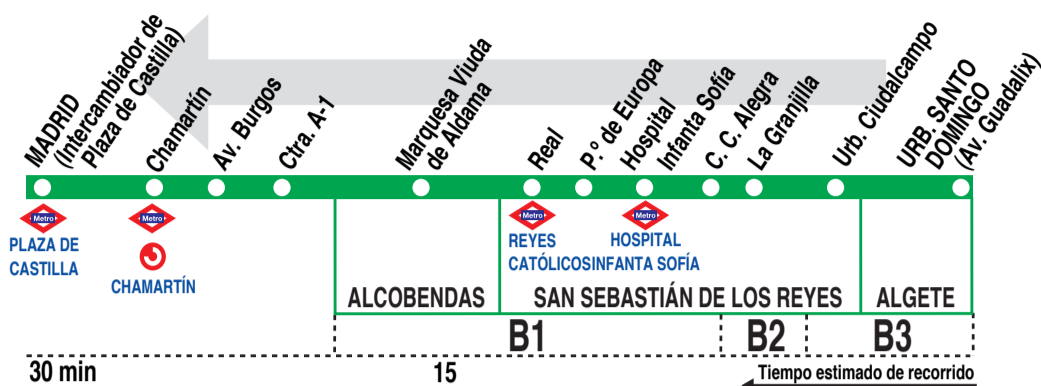 MADRID
(Intercambiador de
Plaza de Castilla)
Chamartín
Av. Burgos
Ctra. A-1
Marquesa Viuda
de Aldama
Real
P.º de Europa
Hospital
Infanta Sofía
C. C. Alegra
La Granjilla
Urb. Ciudalcampo
URB. SANTO
DOMINGO
(Av. Guadalix)
Metro
PLAZA DE
CASTILLA
Metro
CHAMARTÍN
Metro
REYES
CATÓLICOS
Metro
HOSPITAL
INFANTA SOFÍA
ALCOBENDAS
SAN SEBASTIÁN DE LOS REYES
ALGETE
B1
B2
B3
30 min
15
Tiempo estimado de recorrido